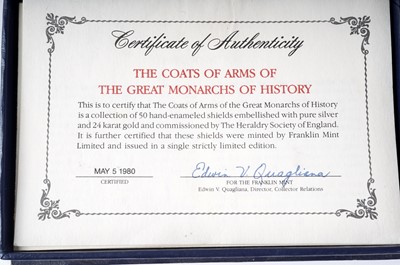 Certificate of Authenticity
THE COATS OF ARMS OF
THE GREAT MONARCHS OF HISTORY
This is to certify that The Coats of Arms of the Great Monarchs of History
is a collection of 50 hand-enameled shields embellished with pure silver
and 24 karat gold and commissioned by The Heraldry Society of England.
It is further certified that these shields were minted by Franklin Mint
Limited and issued in a single strictly limited edition.
MAY 5 1980
CERTIFIED
Edwin V. Quagliana
FOR THE FRANKLIN MINT
Edwin V. Quagliana, Director, Collector Relations